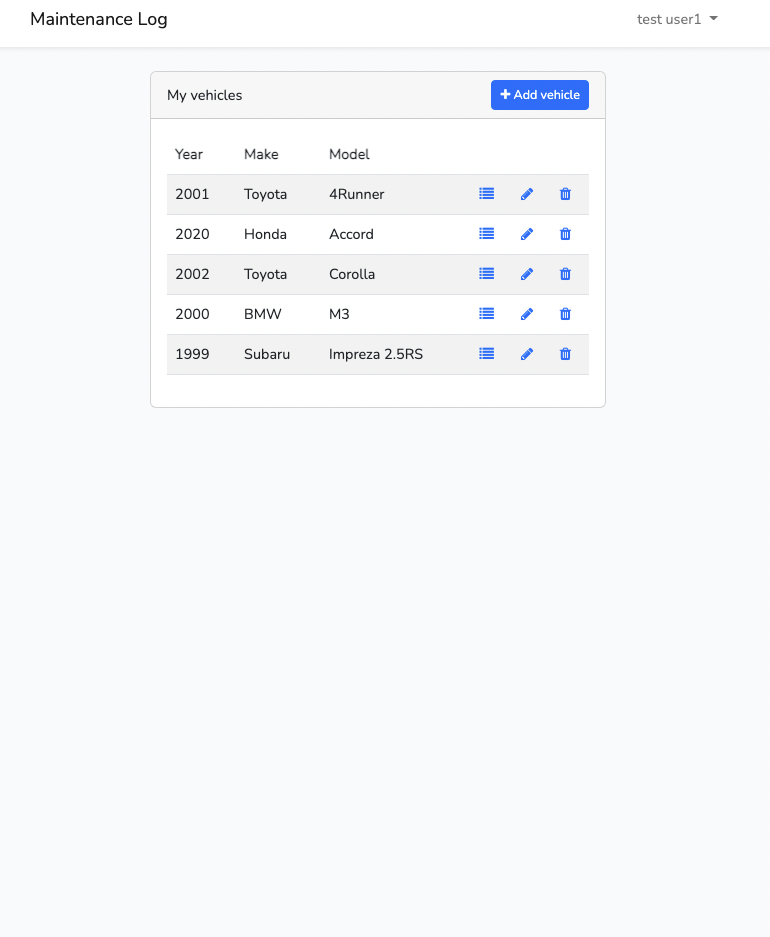 Maintenance Log test user1
My vehicles Add vehicle
Year Make Model
2001 Toyota 4Runner
2020 Honda Accord
2002 Toyota Corolla
2000 BMW M3
1999 Subaru Impreza 2.5RS